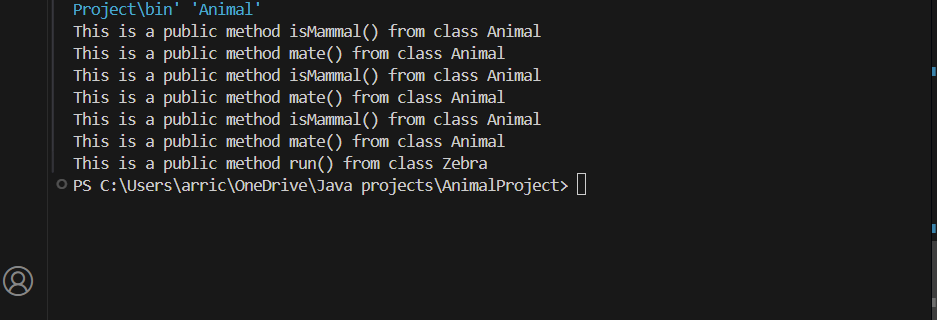 Project\bin' 'Animal'
This is a public method isMammal() from class Animal
This is a public method mate() from class Animal
This is a public method isMammal() from class Animal
This is a public method mate() from class Animal
This is a public method isMammal() from class Animal
This is a public method mate() from class Animal
This is a public method run() from class Zebra
PS C:\Users\arric\OneDrive\Java projects\AnimalProject>